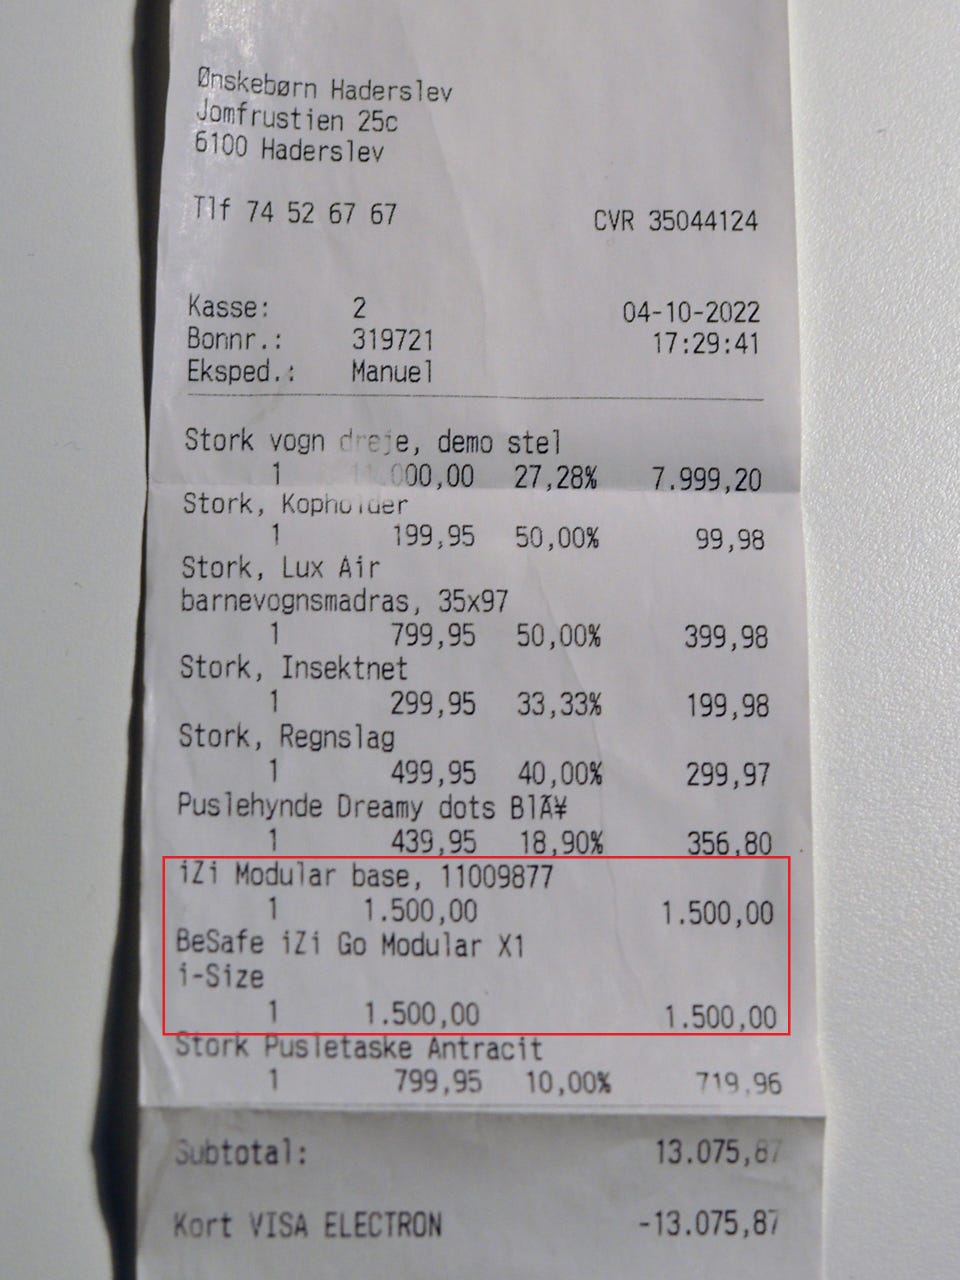 Ønskebørn Haderslev
Jomfrustien 25c
6100 Haderslev
Tlf 74 52 67 67 CVR 35044124
Kasse: 2 04-10-2022
Bonnr.: 319721 17:29:41
Eksped.: Manuel
Stork vogn dreje, demo stel
1 11.000,00 27,28% 7.999,20
Stork, Kopholder
1 199,95 50,00% 99,98
Stork, Lux Air
barnevognsmadras, 35x97
1 799,95 50,00% 399,98
Stork, Insektnet
1 299,95 33,33% 199,98
Stork, Regnslag
1 499,95 40,00% 299,97
Puslehynde Dreamy dots BlÃ¥
1 439,95 18,90% 356,80
iZi Modular base, 11009877
1 1.500,00 1.500,00
BeSafe iZi Go Modular X1
i-Size
1 1.500,00 1.500,00
Stork Pusletaske Antracit
1 799,95 10,00% 719,96
Subtotal: 13.075,87
Kort VISA ELECTRON -13.075,87